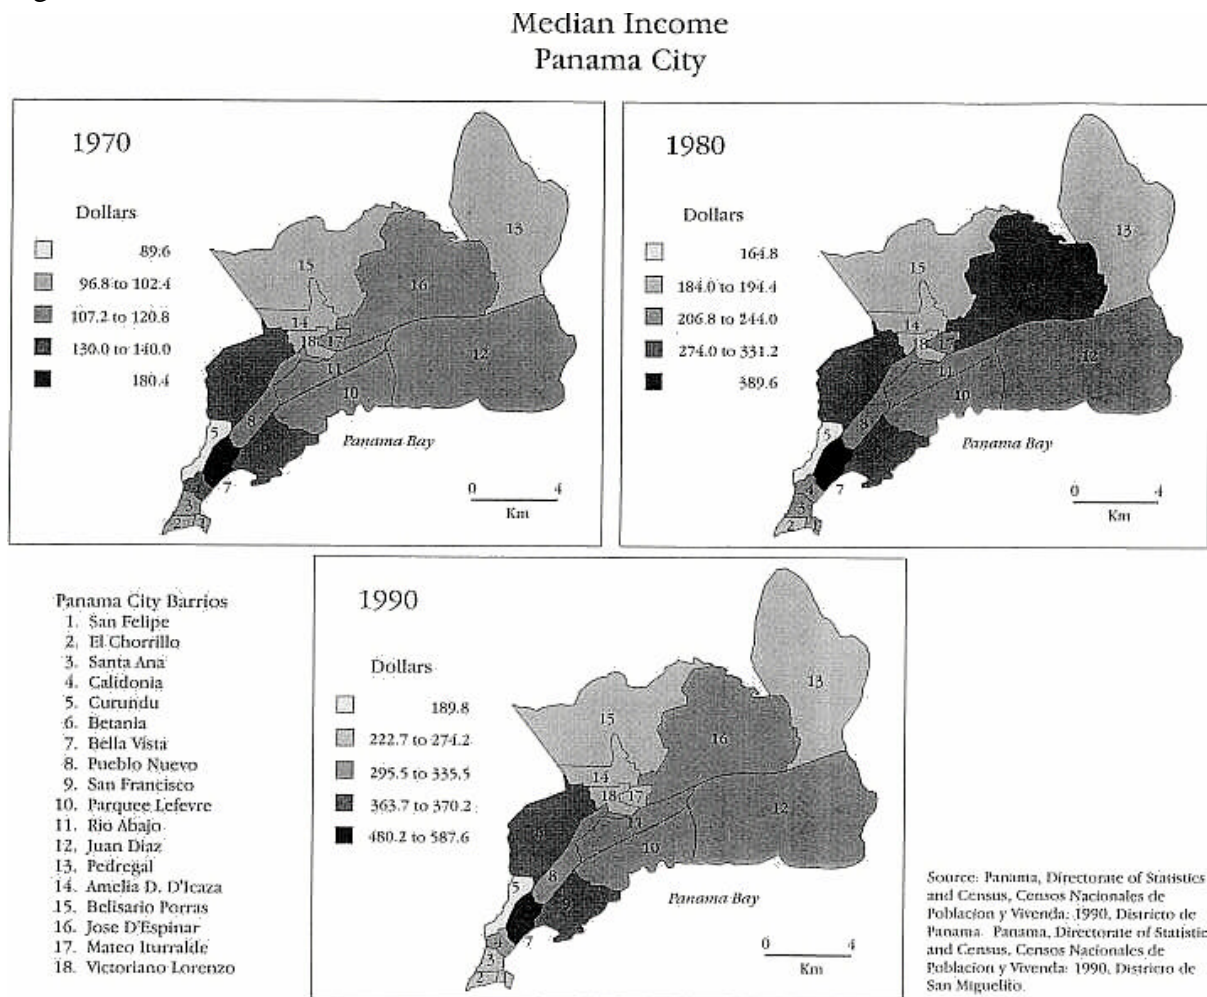 Median Income
Panama City
1970
Dollars
89.6
96.8 to 102.4
107.2 to 120.8
130.0 to 140.0
180.4
13
15
16
14
18
17
12
11
10
8
5
7
3
2
Panama Bay
0 4
Km
1980
Dollars
164.8
184.0 to 194.4
206.8 to 244.0
274.0 to 331.2
389.6
13
15
14
18
12
11
10
8
5
7
4
3
2
Panama Bay
0 4
Km
1990
Dollars
189.8
222.7 to 274.2
295.5 to 335.5
363.7 to 370.2
480.2 to 587.6
13
15
16
14
18
17
12
11
10
8
5
9
7
4
3
2
Panama Bay
0 4
Km
Panama City Barrios
1. San Felipe
2. El Chorrillo
3. Santa Ana
4. Calidonia
5. Curundu
6. Betania
7. Bella Vista
8. Pueblo Nuevo
9. San Francisco
10. Parquee Lefevre
11. Rio Abajo
12. Juan Diaz
13. Pedregal
14. Amelia D. D'Icaza
15. Belisario Porras
16. Jose D'Espinar
17. Mateo Iturralde
18. Victoriano Lorenzo
Source: Panama, Directorate of Statistics
and Census, Censos Nacionales de
Poblacion y Vivenda: 1990, Districto de
Panama. Panama, Directorate of Statistic
and Census, Censos Nacionales de
Poblacion y Vivenda: 1990, Districto de
San Miguelito.